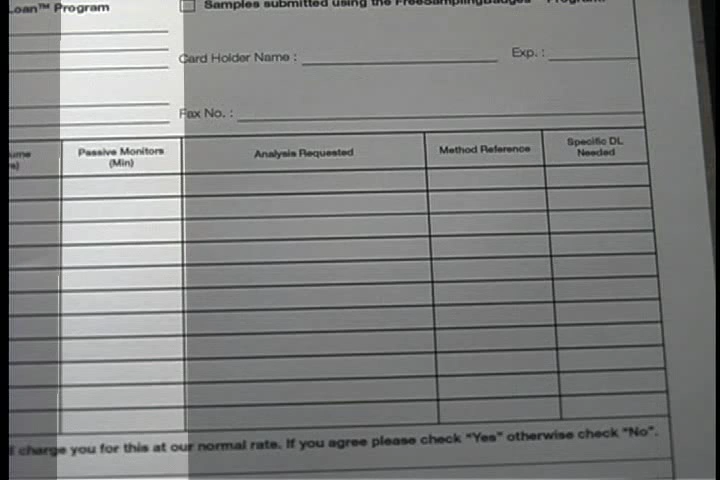 Loan™ Program
Samples submitted using the FreeSamplingBadges™ Program.
Card Holder Name :
Exp. :
Fax No. :
Passive Monitors
(Min)
Analysis Requested
Method Reference
Specific DL
Needed
charge you for this at our normal rate. If you agree please check “Yes” otherwise check “No”.